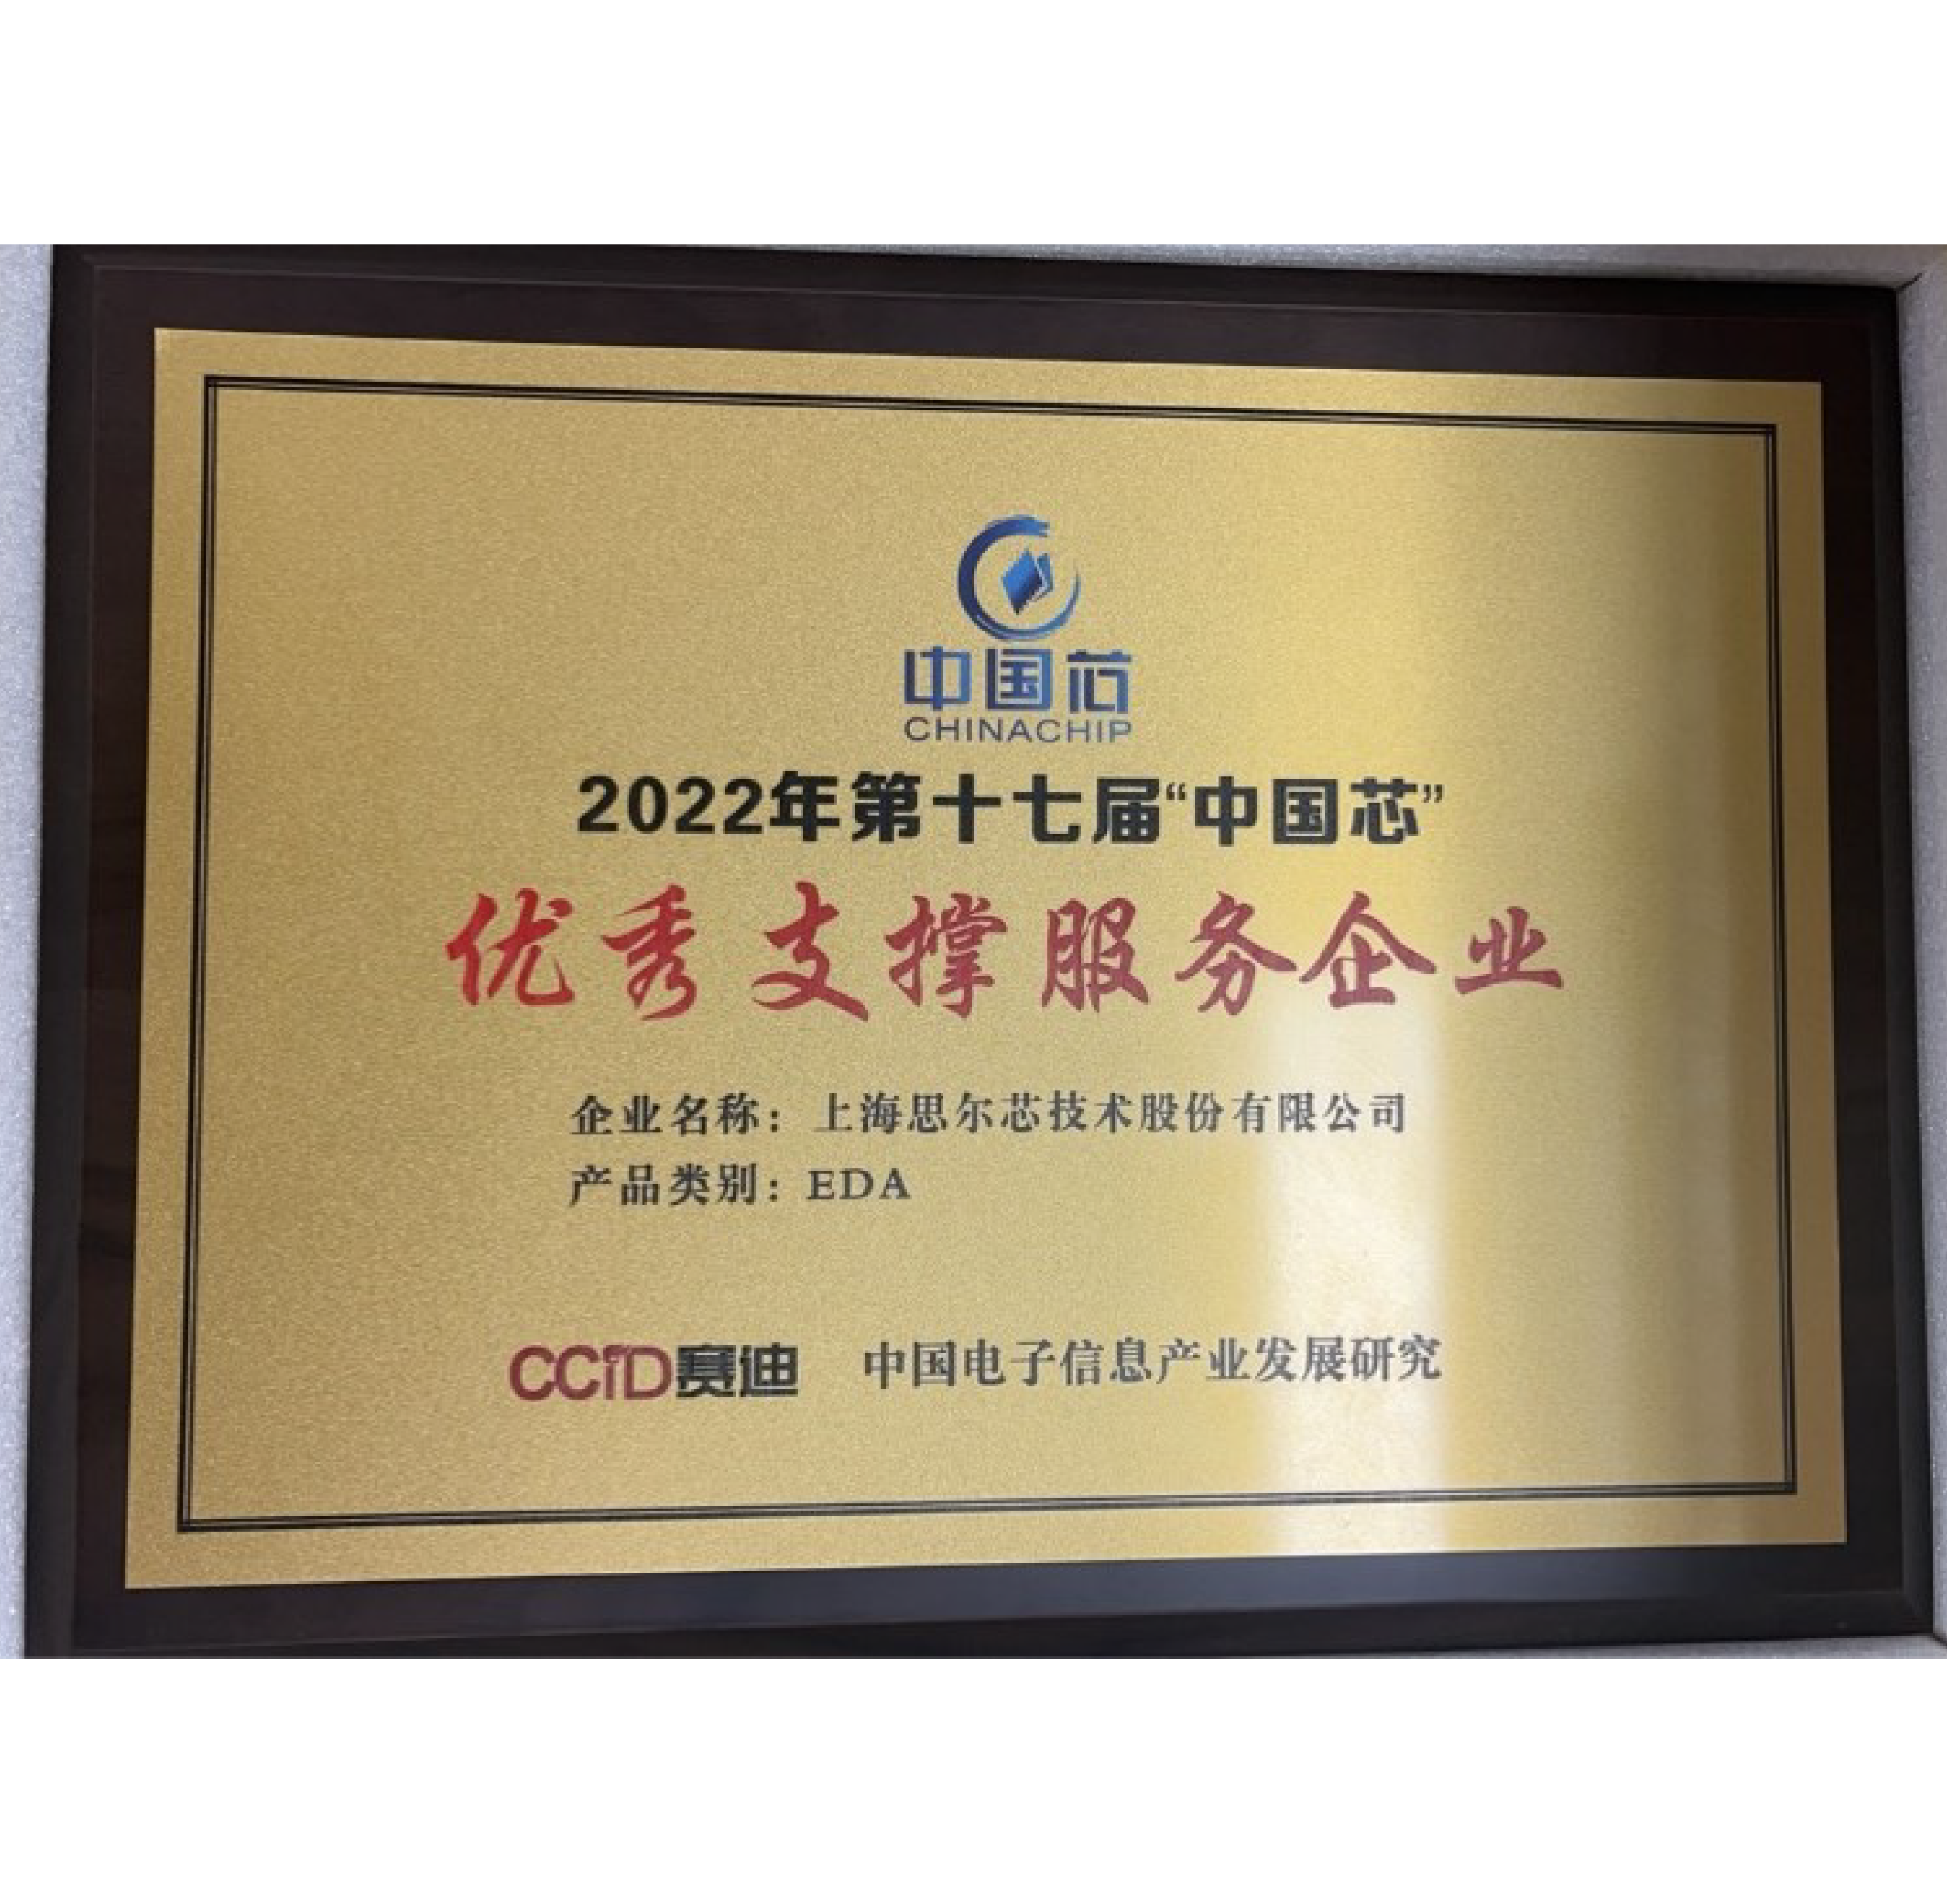 中国芯
CHINACHIP
2022年第十七届“中国芯”
优秀支撑服务企业
企业名称：上海思尔芯技术股份有限公司
产品类别：EDA
CCiD赛迪 中国电子信息产业发展研究